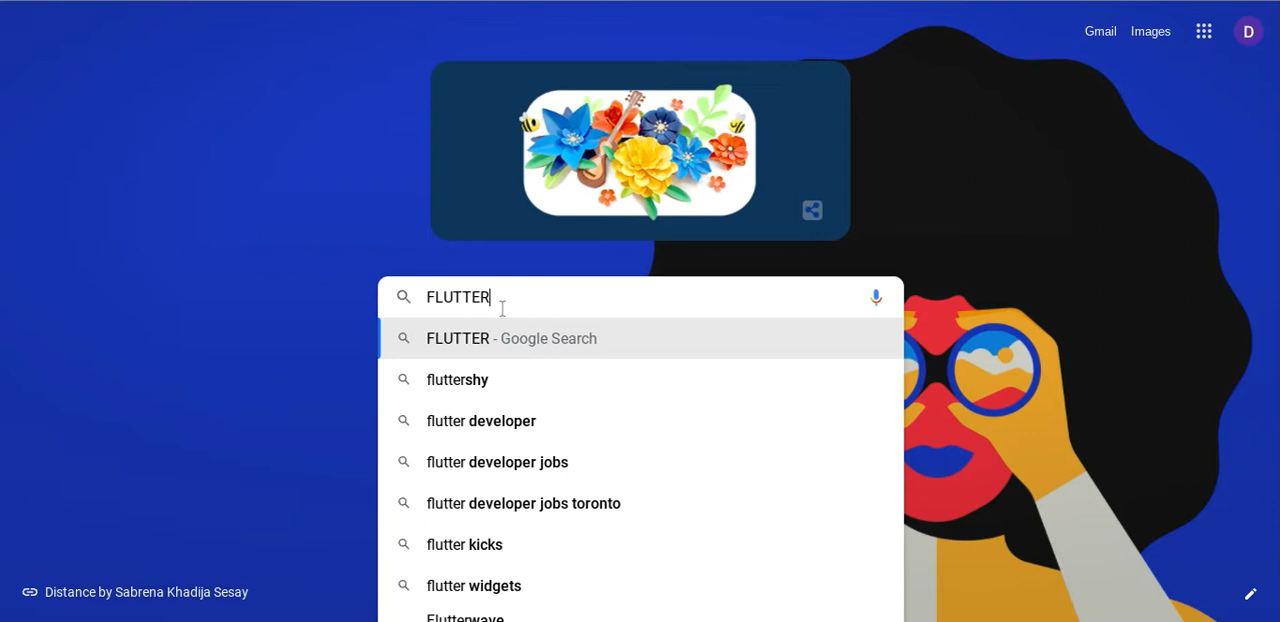 Gmail Images D
FLUTTER
FLUTTER - Google Search
fluttershy
flutter developer
flutter developer jobs
flutter developer jobs toronto
flutter kicks
flutter widgets
Flutterwave
Distance by Sabrena Khadija Sesay